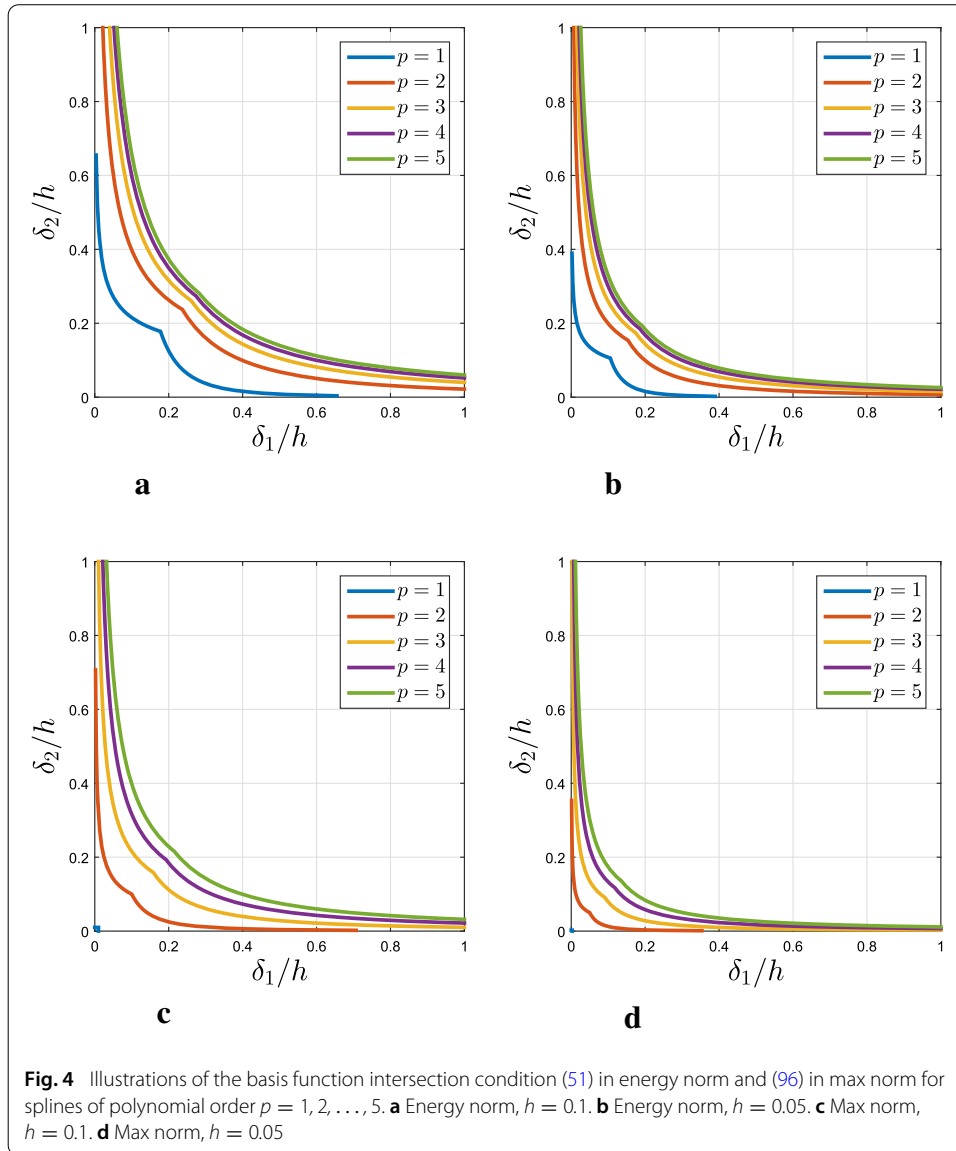 1
0.8
0.6
0.4
0.2
0
δ₂/h
0 0.2 0.4 0.6 0.8 1
δ₁/h
p = 1
p = 2
p = 3
p = 4
p = 5
a
1
0.8
0.6
0.4
0.2
0
δ₂/h
0 0.2 0.4 0.6 0.8 1
δ₁/h
p = 1
p = 2
p = 3
p = 4
p = 5
b
1
0.8
0.6
0.4
0.2
0
δ₂/h
0 0.2 0.4 0.6 0.8 1
δ₁/h
p = 1
p = 2
p = 3
p = 4
p = 5
c
1
0.8
0.6
0.4
0.2
0
δ₂/h
0 0.2 0.4 0.6 0.8 1
δ₁/h
p = 1
p = 2
p = 3
p = 4
p = 5
d
Fig. 4 Illustrations of the basis function intersection condition (51) in energy norm and (96) in max norm for
splines of polynomial order p = 1, 2, . . . , 5. a Energy norm, h = 0.1. b Energy norm, h = 0.05. c Max norm,
h = 0.1. d Max norm, h = 0.05